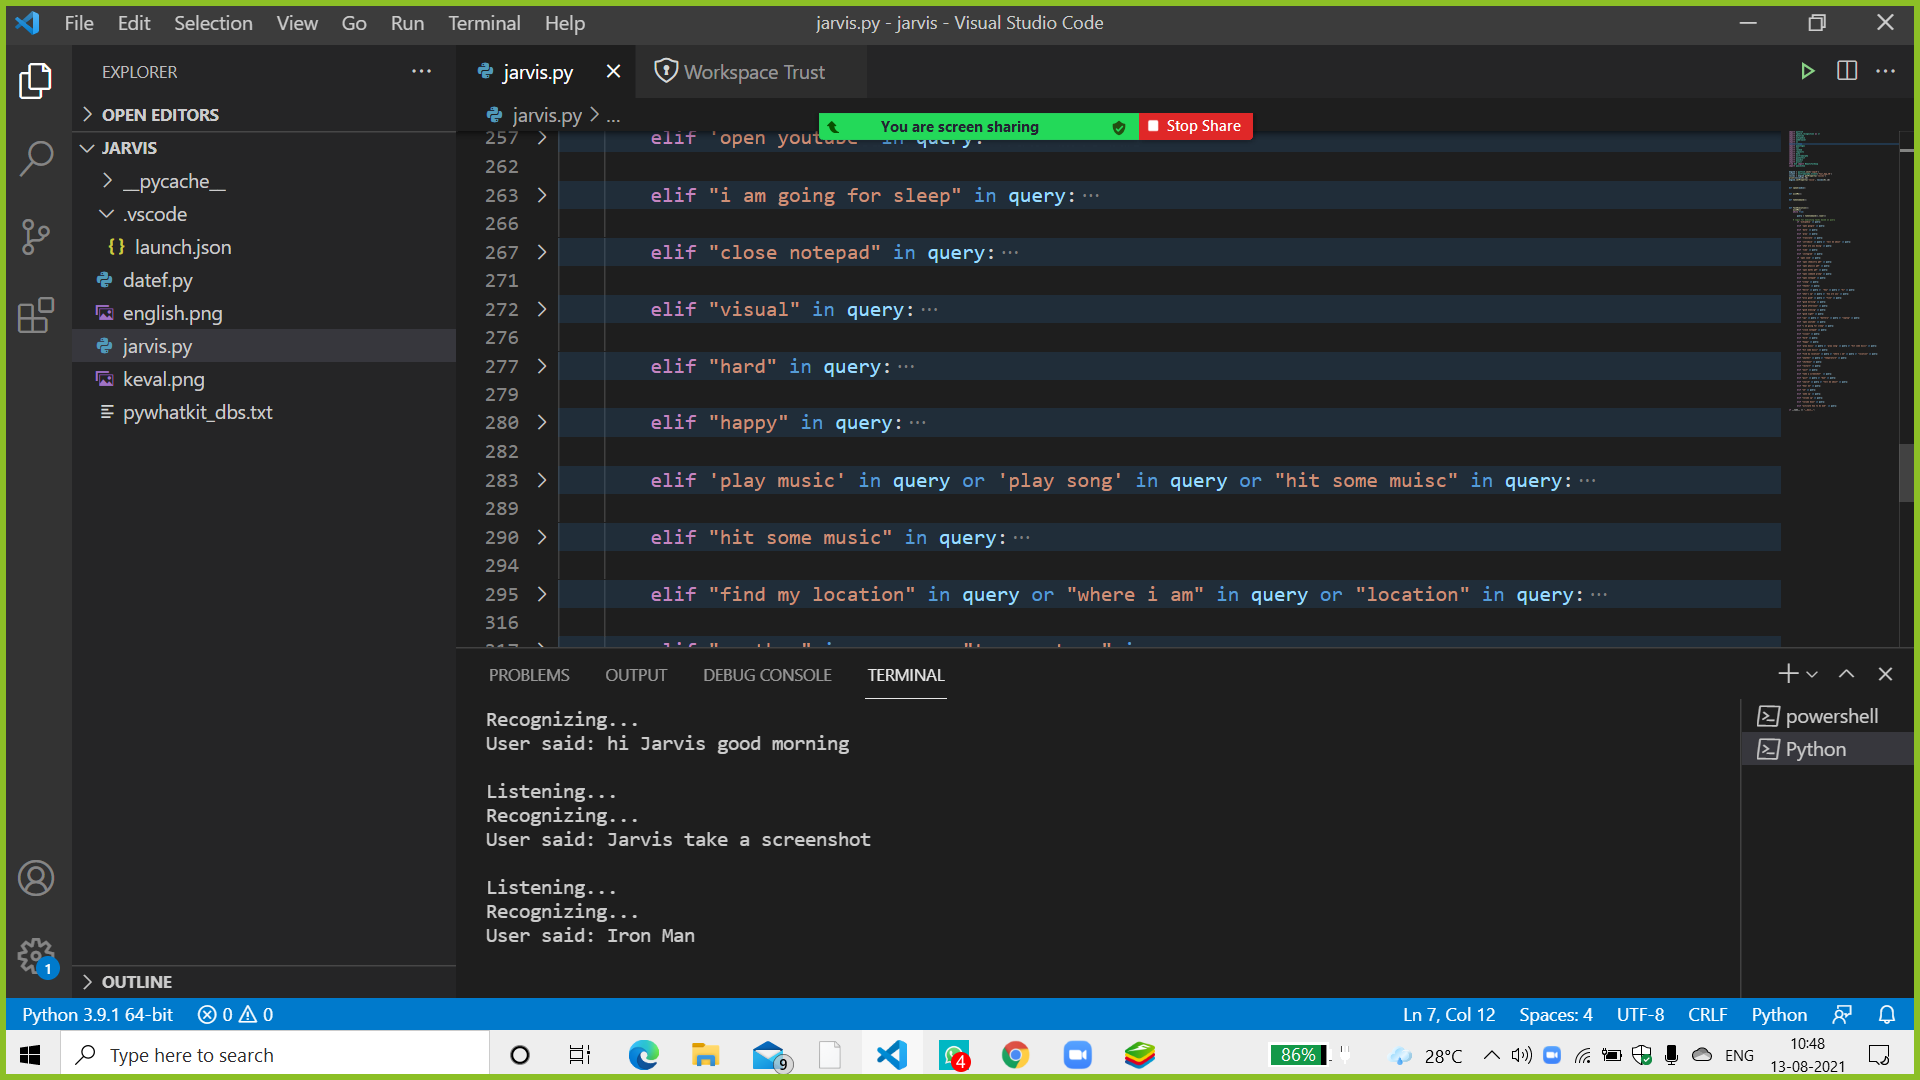 File Edit Selection View Go Run Terminal Help
jarvis.py - jarvis - Visual Studio Code
EXPLORER
OPEN EDITORS
JARVIS
__pycache__
.vscode
{} launch.json
datef.py
english.png
jarvis.py
keval.png
pywhatkit_dbs.txt
OUTLINE
jarvis.py
Workspace Trust
jarvis.py > ...
You are screen sharing
Stop Share
257 elif 'open youtube' in query:
262
263 elif "i am going for sleep" in query:···
266
267 elif "close notepad" in query:···
271
272 elif "visual" in query:···
276
277 elif "hard" in query:···
279
280 elif "happy" in query:···
282
283 elif 'play music' in query or 'play song' in query or "hit some muisc" in query:···
289
290 elif "hit some music" in query:···
294
295 elif "find my location" in query or "where i am" in query or "location" in query:···
316
PROBLEMS OUTPUT DEBUG CONSOLE TERMINAL
Recognizing...
User said: hi Jarvis good morning
Listening...
Recognizing...
User said: Jarvis take a screenshot
Listening...
Recognizing...
User said: Iron Man
powershell
Python
1
Python 3.9.1 64-bit 0 0
Ln 7, Col 12 Spaces: 4 UTF-8 CRLF Python
Type here to search
9
4
86%
28°C
ENG
10:48
13-08-2021